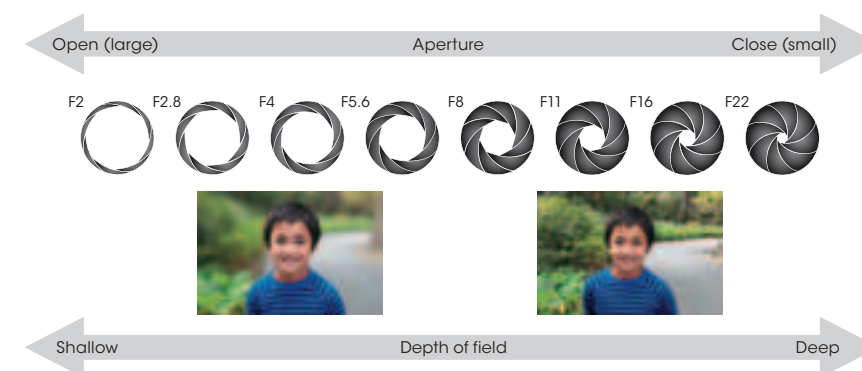 Open (large) Aperture Close (small)
F2 F2.8 F4 F5.6 F8 F11 F16 F22
Shallow Depth of field Deep